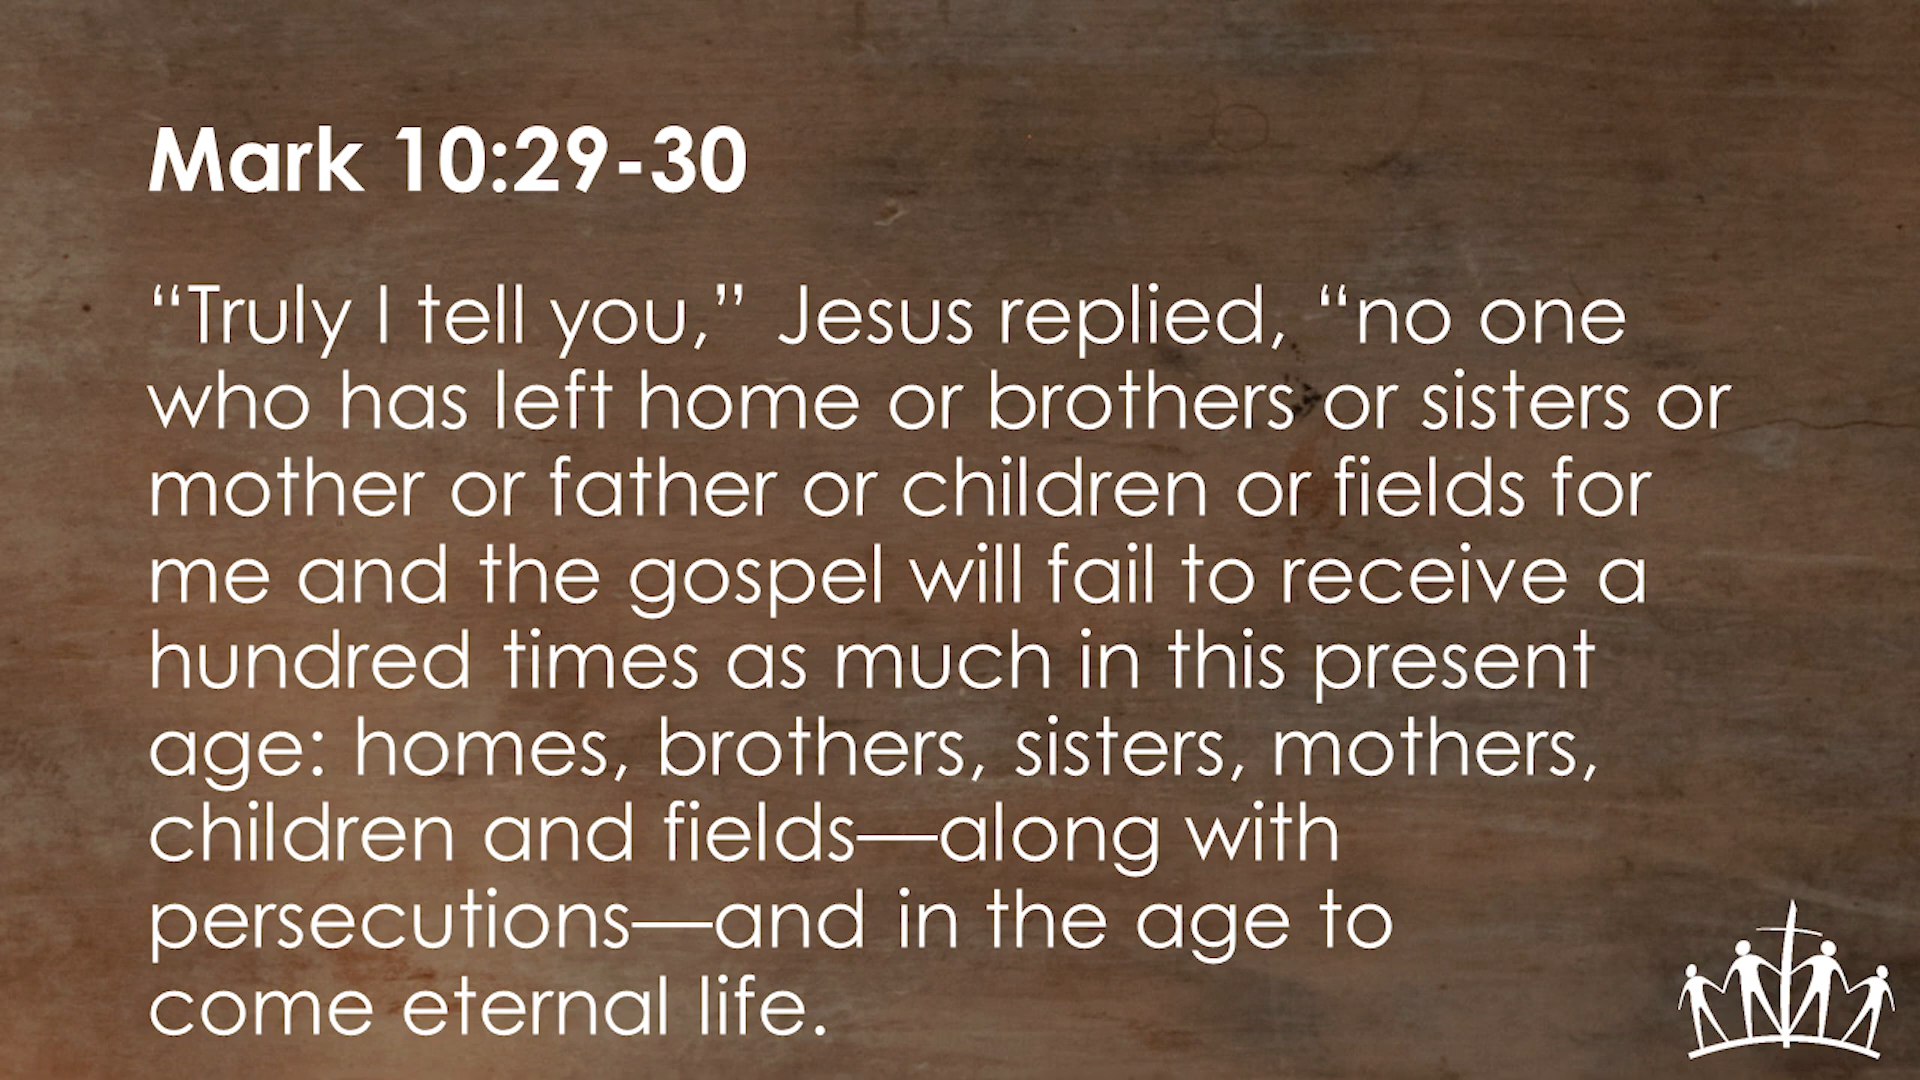 Mark 10:29-30
“Truly I tell you,” Jesus replied, “no one
who has left home or brothers or sisters or
mother or father or children or fields for
me and the gospel will fail to receive a
hundred times as much in this present
age: homes, brothers, sisters, mothers,
children and fields—along with
persecutions—and in the age to
come eternal life.